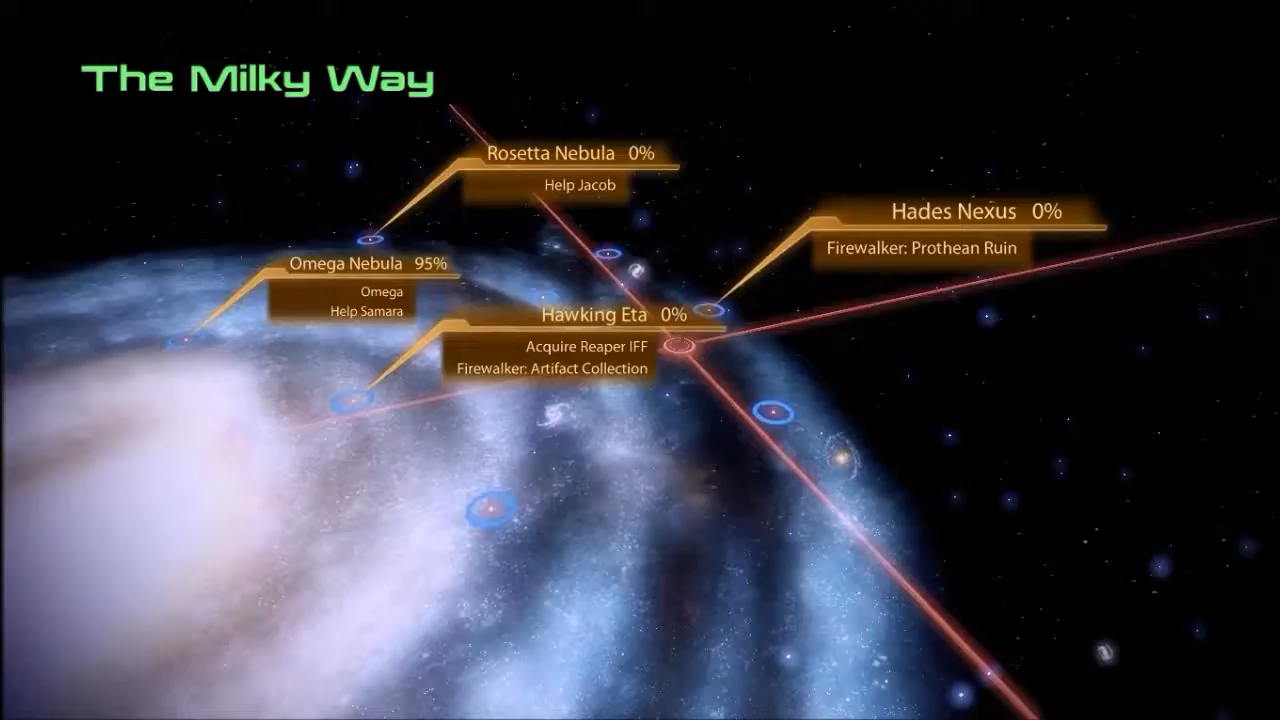 The Milky Way
Rosetta Nebula 0%
Help Jacob
Hades Nexus 0%
Firewalker: Prothean Ruin
Omega Nebula 95%
Omega
Help Samara
Hawking Eta 0%
Acquire Reaper IFF
Firewalker: Artifact Collection